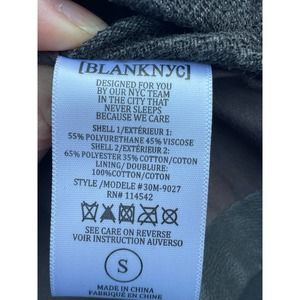 [BLANKNYC]
DESIGNED FOR YOU
BY OUR NYC TEAM
IN THE CITY THAT
NEVER SLEEPS
BECAUSE WE CARE
SHELL 1/EXTÉRIEUR 1:
55% POLYURETHANE 45% VISCOSE
SHELL 2/EXTÉRIEUR 2:
65% POLYESTER 35% COTTON/COTON
LINING/DOUBLURE:
100%COTTON/COTON
STYLE /MODÈLE #30M-9027
RN# 114542
SEE CARE ON REVERSE
VOIR INSTRUCTION AUVERSO
S
MADE IN CHINA
FABRIQUÉ EN CHINE